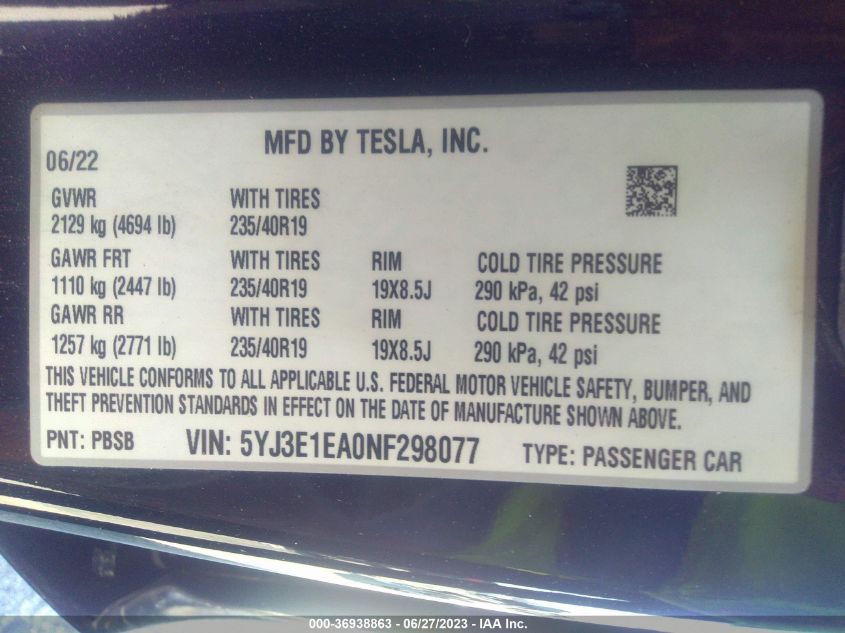 MFD BY TESLA, INC.
06/22
GVWR WITH TIRES
2129 kg (4694 lb) 235/40R19
GAWR FRT WITH TIRES RIM COLD TIRE PRESSURE
1110 kg (2447 lb) 235/40R19 19X8.5J 290 kPa, 42 psi
GAWR RR WITH TIRES RIM COLD TIRE PRESSURE
1257 kg (2771 lb) 235/40R19 19X8.5J 290 kPa, 42 psi
THIS VEHICLE CONFORMS TO ALL APPLICABLE U.S. FEDERAL MOTOR VEHICLE SAFETY, BUMPER, AND
THEFT PREVENTION STANDARDS IN EFFECT ON THE DATE OF MANUFACTURE SHOWN ABOVE.
PNT: PBSB VIN: 5YJ3E1EA0NF298077 TYPE: PASSENGER CAR
000-36938863 - 06/27/2023 - IAA Inc.